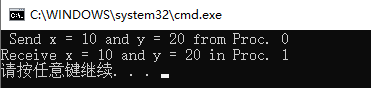 C:\WINDOWS\system32\cmd.exe
Send x = 10 and y = 20 from Proc. 0
Receive x = 10 and y = 20 in Proc. 1
请按任意键继续. . .